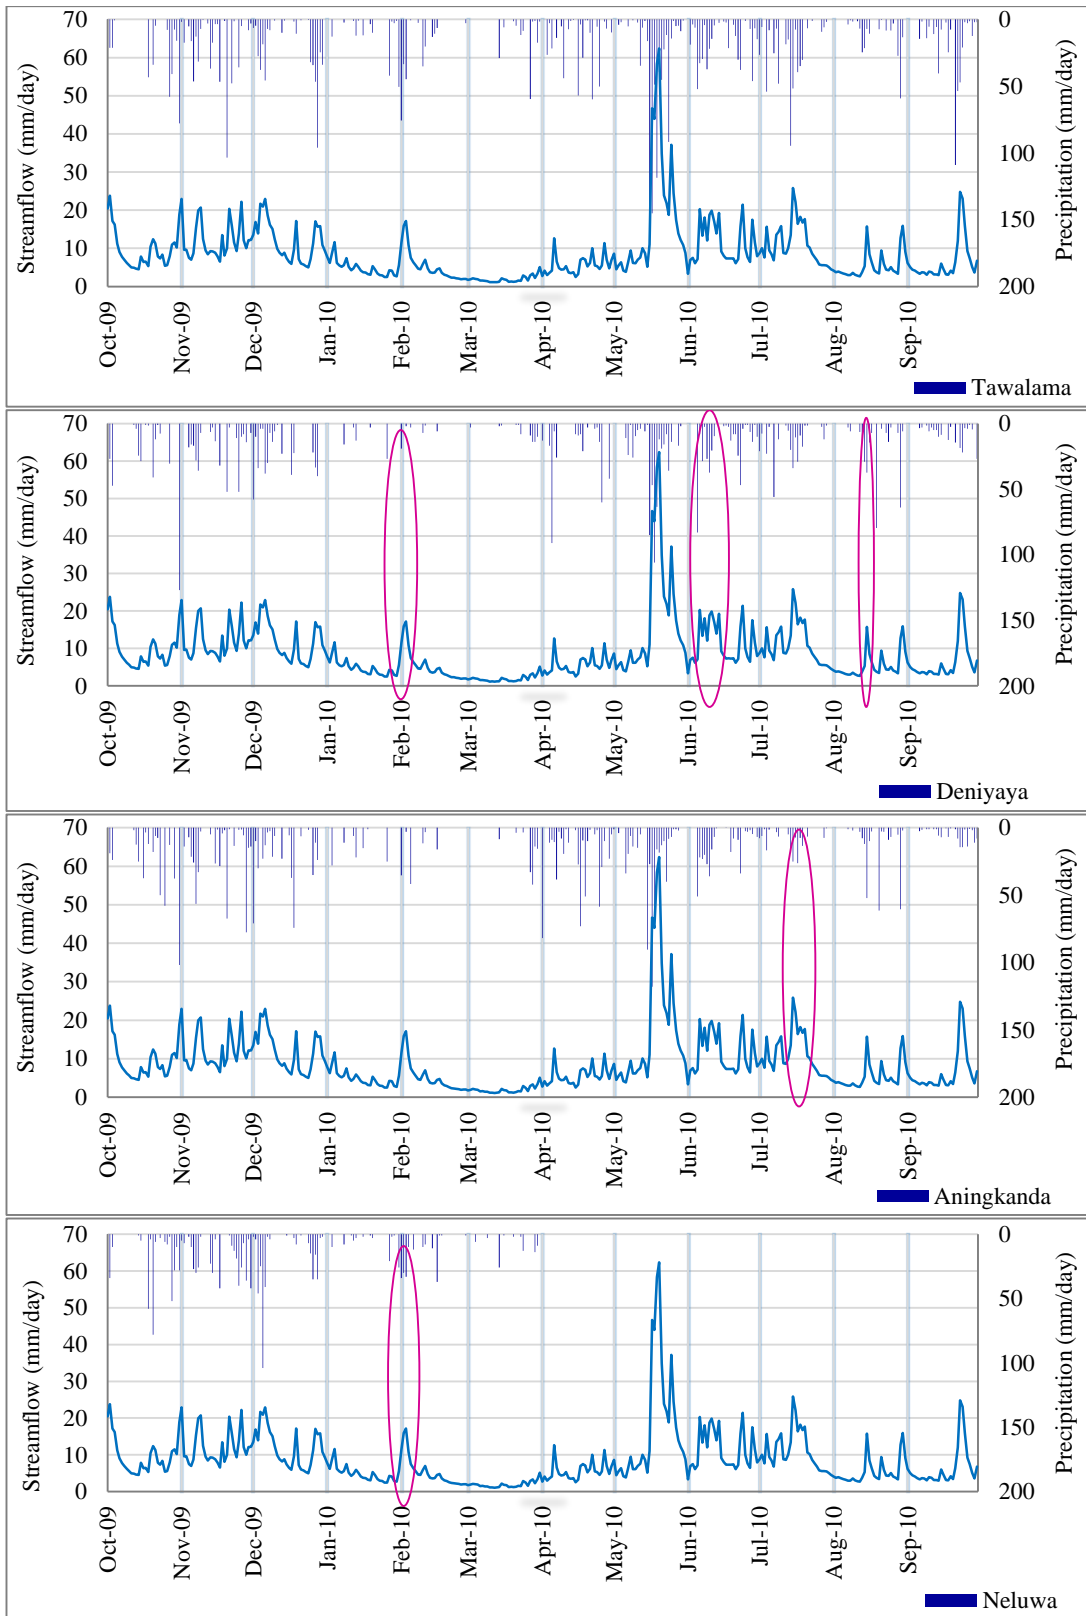 Streamflow (mm/day)
70
60
50
40
30
20
10
0
0
50
100
150
200
Precipitation (mm/day)
Oct-09
Nov-09
Dec-09
Jan-10
Feb-10
Mar-10
Apr-10
May-10
Jun-10
Jul-10
Aug-10
Sep-10
Tawalama
Streamflow (mm/day)
70
60
50
40
30
20
10
0
0
50
100
150
200
Precipitation (mm/day)
Oct-09
Nov-09
Dec-09
Jan-10
Feb-10
Mar-10
Apr-10
May-10
Jun-10
Jul-10
Aug-10
Sep-10
Deniyaya
Streamflow (mm/day)
70
60
50
40
30
20
10
0
0
50
100
150
200
Precipitation (mm/day)
Oct-09
Nov-09
Dec-09
Jan-10
Feb-10
Mar-10
Apr-10
May-10
Jun-10
Jul-10
Aug-10
Sep-10
Aningkanda
Streamflow (mm/day)
70
60
50
40
30
20
10
0
0
50
100
150
200
Precipitation (mm/day)
Oct-09
Nov-09
Dec-09
Jan-10
Feb-10
Mar-10
Apr-10
May-10
Jun-10
Jul-10
Aug-10
Sep-10
Neluwa